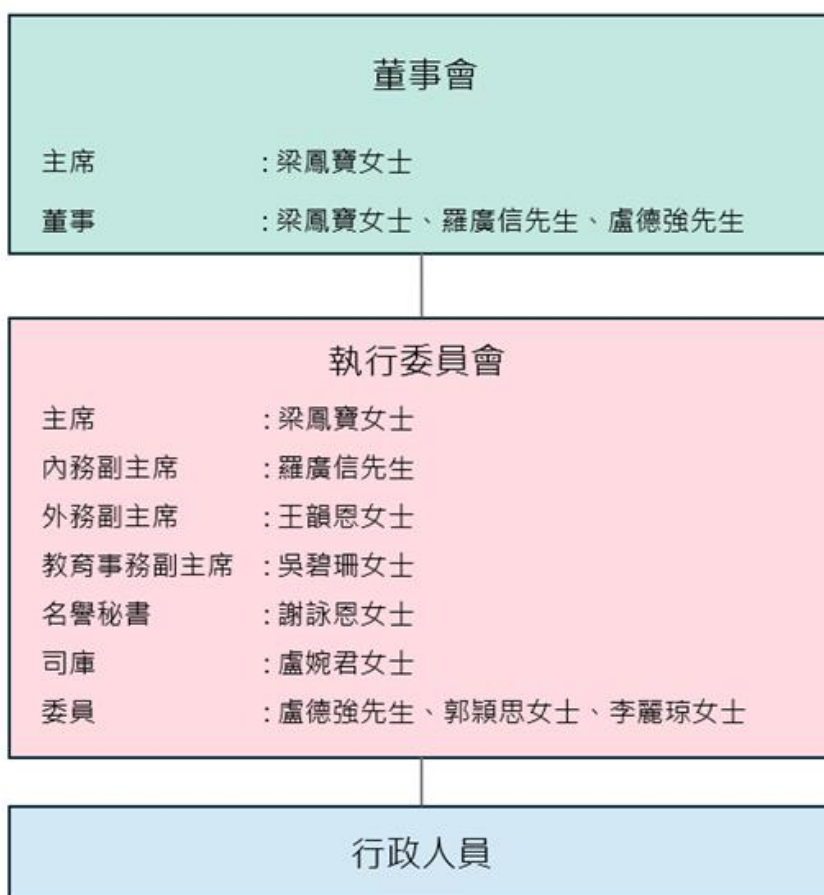 董事會
主席 : 梁鳳寶女士
董事 : 梁鳳寶女士、羅廣信先生、盧德強先生
執行委員會
主席 : 梁鳳寶女士
內務副主席 : 羅廣信先生
外務副主席 : 王韻恩女士
教育事務副主席 : 吳碧珊女士
名譽秘書 : 謝詠恩女士
司庫 : 盧婉君女士
委員 : 盧德強先生、郭穎思女士、李麗琼女士
行政人員